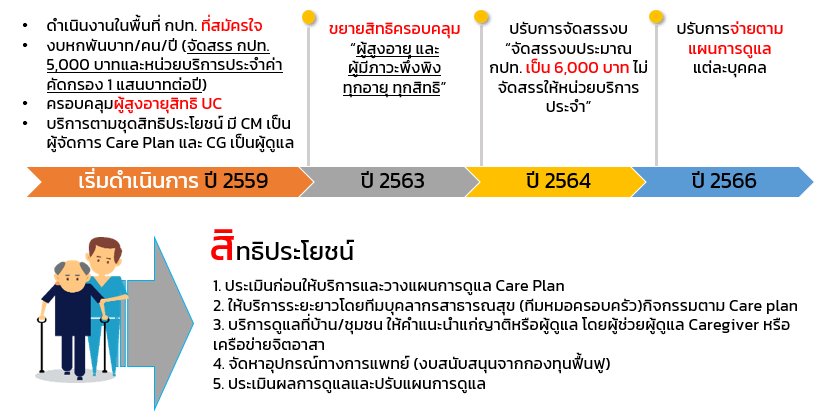 • ดำเนินงานในพื้นที่ กปท. ที่สมัครใจ
• งบหกพันบาท/คน/ปี (จัดสรร กปท.
5,000 บาทและหน่วยบริการประจำค่า
คัดกรอง 1 แสนบาทต่อปี)
• ครอบคลุมผู้สูงอายุสิทธิ UC
• บริการตามชุดสิทธิประโยชน์ มี CM เป็น
ผู้จัดการ Care Plan และ CG เป็นผู้ดูแล
ขยายสิทธิครอบคลุม
“ผู้สูงอายุ และ
ผู้มีภาวะพึ่งพิง
ทุกอายุ ทุกสิทธิ”
ปรับการจัดสรรงบ
“จัดสรรงบประมาณ
กปท. เป็น 6,000 บาท ไม่
จัดสรรให้หน่วยบริการ
ประจำ”
ปรับการจ่ายตาม
แผนการดูแล
แต่ละบุคคล
เริ่มดำเนินการ ปี 2559
ปี 2563
ปี 2564
ปี 2566
สิทธิประโยชน์
1. ประเมินก่อนให้บริการและวางแผนการดูแล Care Plan
2. ให้บริการระยะยาวโดยทีมบุคลากรสาธารณสุข (ทีมหมอครอบครัว)กิจกรรมตาม Care plan
3. บริการดูแลที่บ้าน/ชุมชน ให้คำแนะนำแก่ญาติหรือผู้ดูแล โดยผู้ช่วยผู้ดูแล Caregiver หรือ
เครือข่ายจิตอาสา
4. จัดหาอุปกรณ์ทางการแพทย์ (งบสนับสนุนจากกองทุนฟื้นฟู)
5. ประเมินผลการดูแลและปรับแผนการดูแล